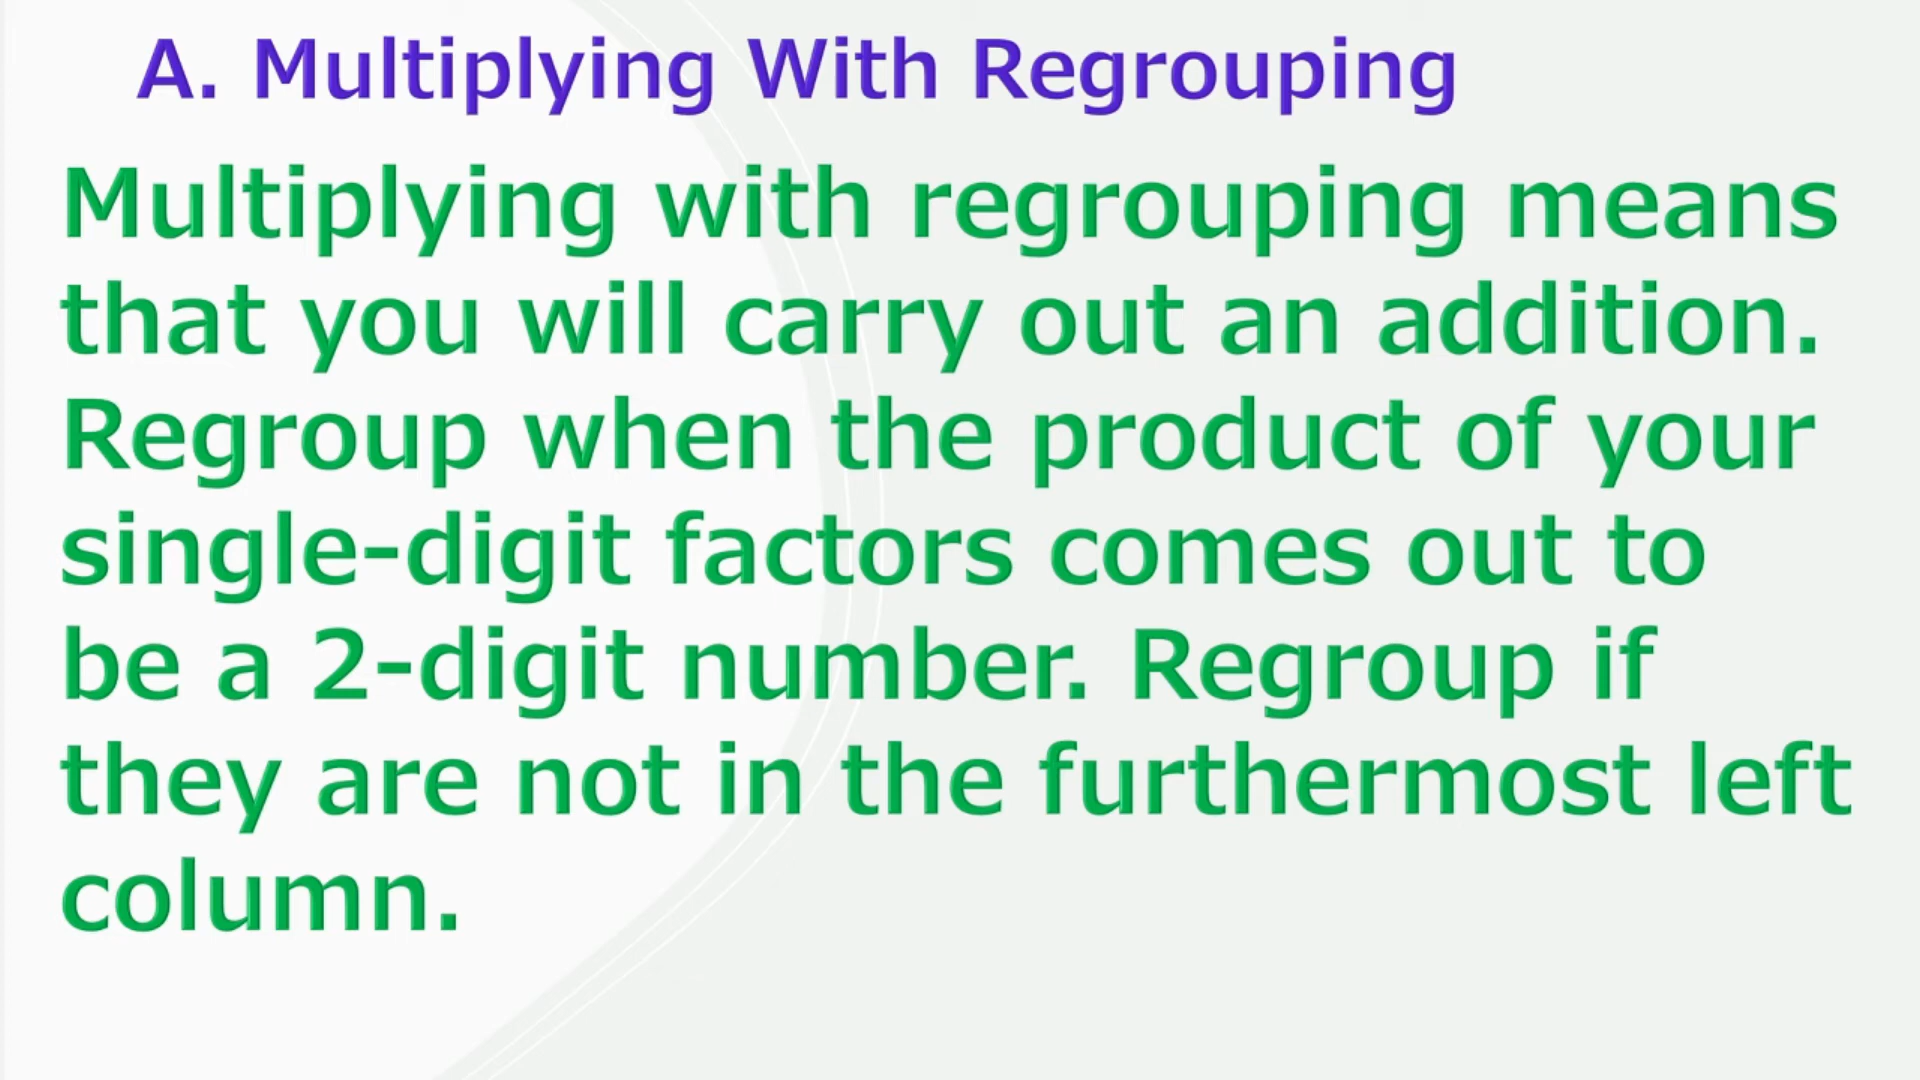 A. Multiplying With Regrouping
Multiplying with regrouping means
that you will carry out an addition.
Regroup when the product of your
single-digit factors comes out to
be a 2-digit number. Regroup if
they are not in the furthermost left
column.